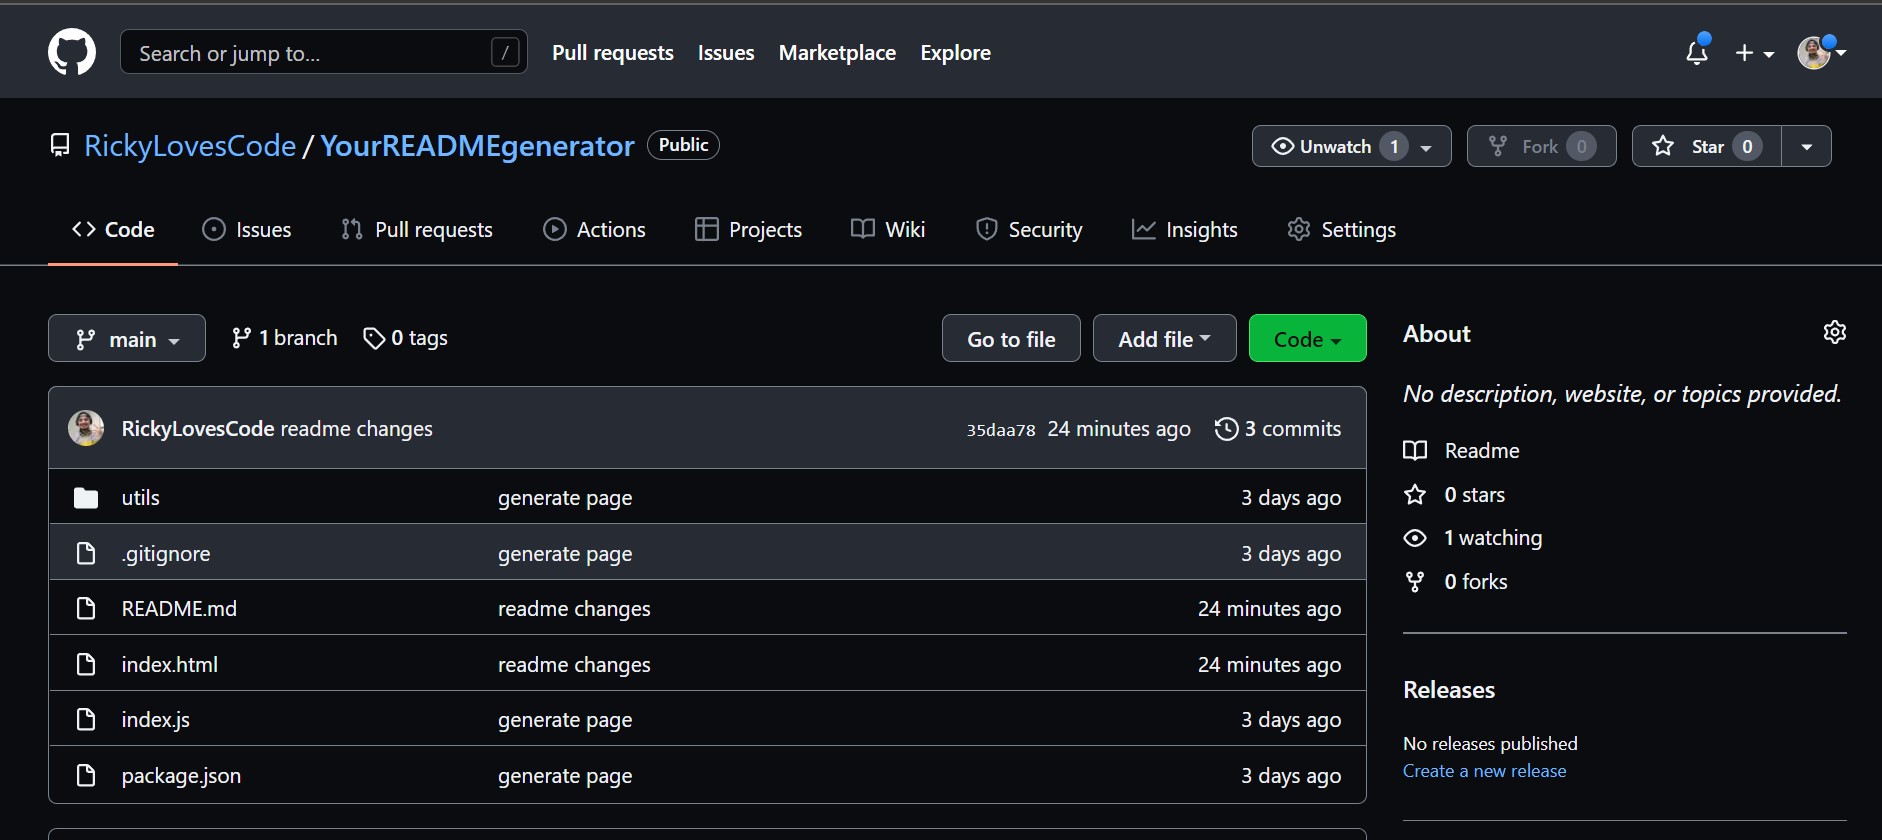 Search or jump to... / Pull requests Issues Marketplace Explore
RickyLovesCode / YourREADMEgenerator Public Unwatch 1 Fork 0 Star 0
Code Issues Pull requests Actions Projects Wiki Security Insights Settings
main 1 branch 0 tags Go to file Add file Code
RickyLovesCode readme changes 35daa78 24 minutes ago 3 commits
utils generate page 3 days ago
.gitignore generate page 3 days ago
README.md readme changes 24 minutes ago
index.html readme changes 24 minutes ago
index.js generate page 3 days ago
package.json generate page 3 days ago
About
No description, website, or topics provided.
Readme
0 stars
1 watching
0 forks
Releases
No releases published
Create a new release